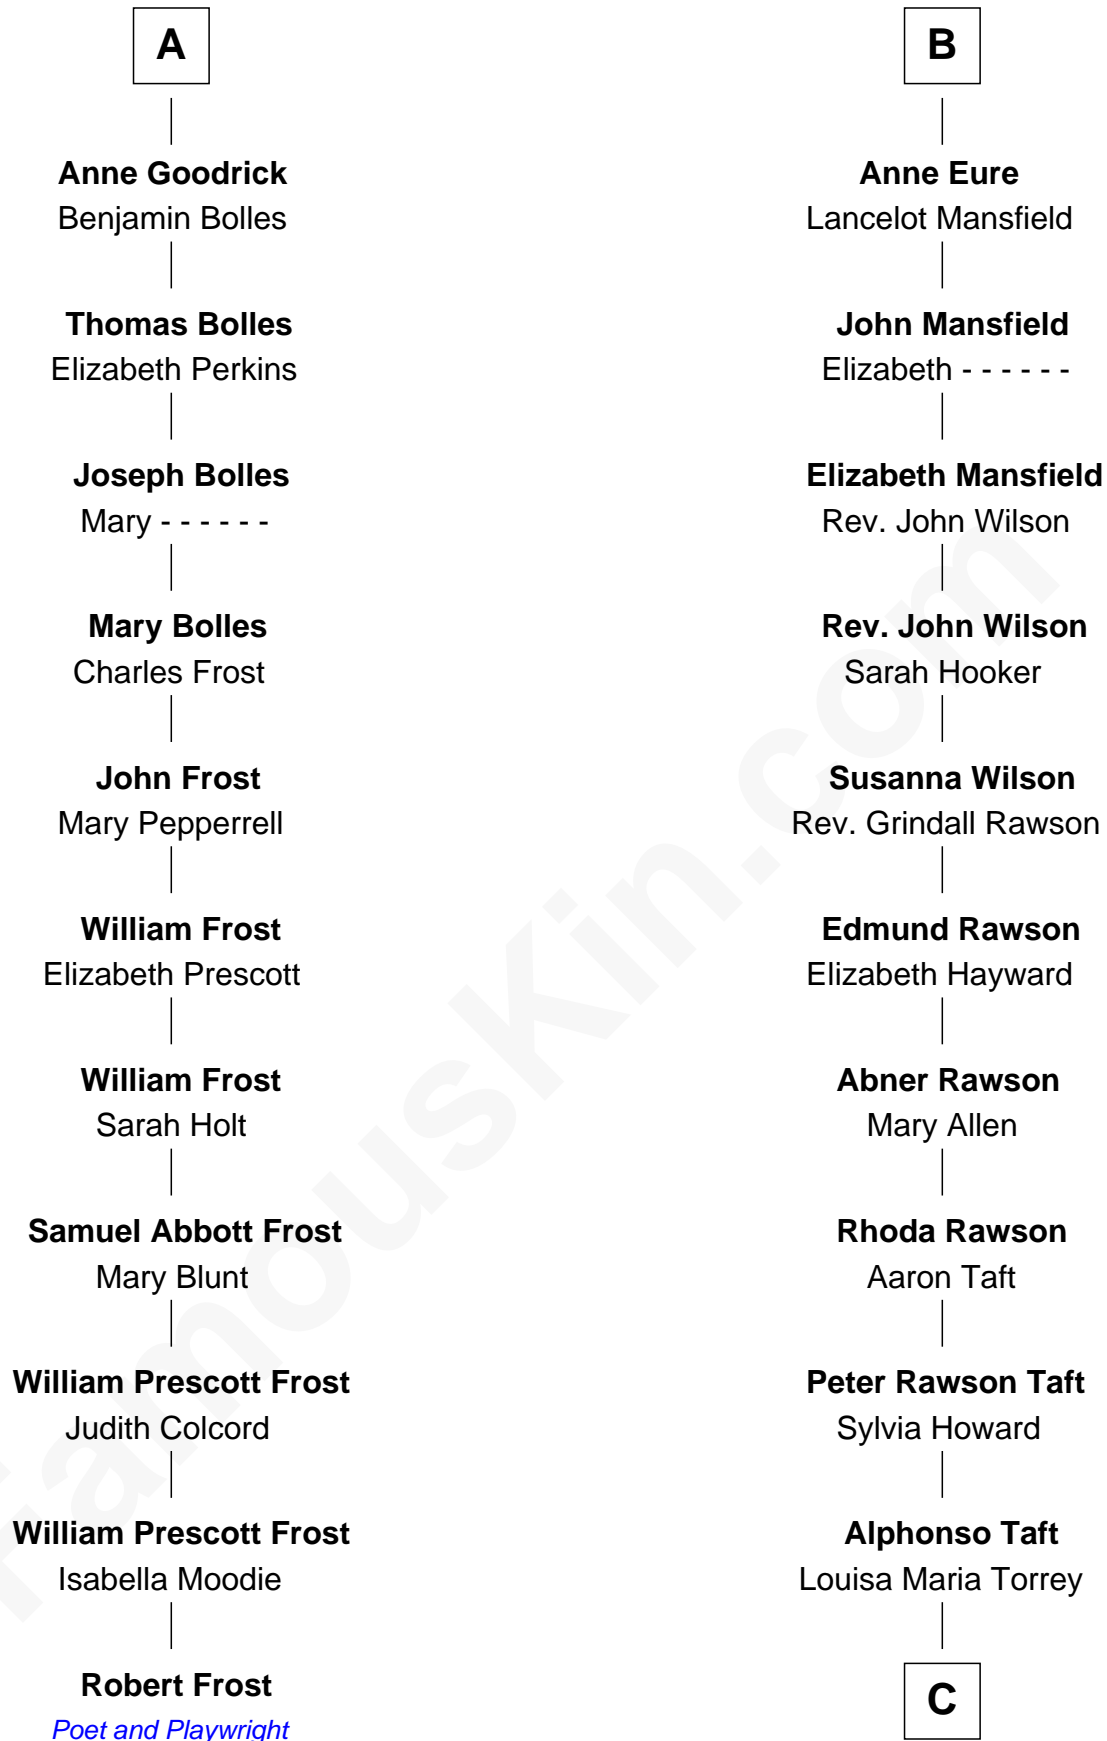 A
Anne Goodrick
Benjamin Bolles
Thomas Bolles
Elizabeth Perkins
Joseph Bolles
Mary - - - - - -
Mary Bolles
Charles Frost
John Frost
Mary Pepperrell
William Frost
Elizabeth Prescott
William Frost
Sarah Holt
Samuel Abbott Frost
Mary Blunt
William Prescott Frost
Judith Colcord
William Prescott Frost
Isabella Moodie
Robert Frost
Poet and Playwright
B
Anne Eure
Lancelot Mansfield
John Mansfield
Elizabeth - - - - - -
Elizabeth Mansfield
Rev. John Wilson
Rev. John Wilson
Sarah Hooker
Susanna Wilson
Rev. Grindall Rawson
Edmund Rawson
Elizabeth Hayward
Abner Rawson
Mary Allen
Rhoda Rawson
Aaron Taft
Peter Rawson Taft
Sylvia Howard
Alphonso Taft
Louisa Maria Torrey
C
FamousKin.com